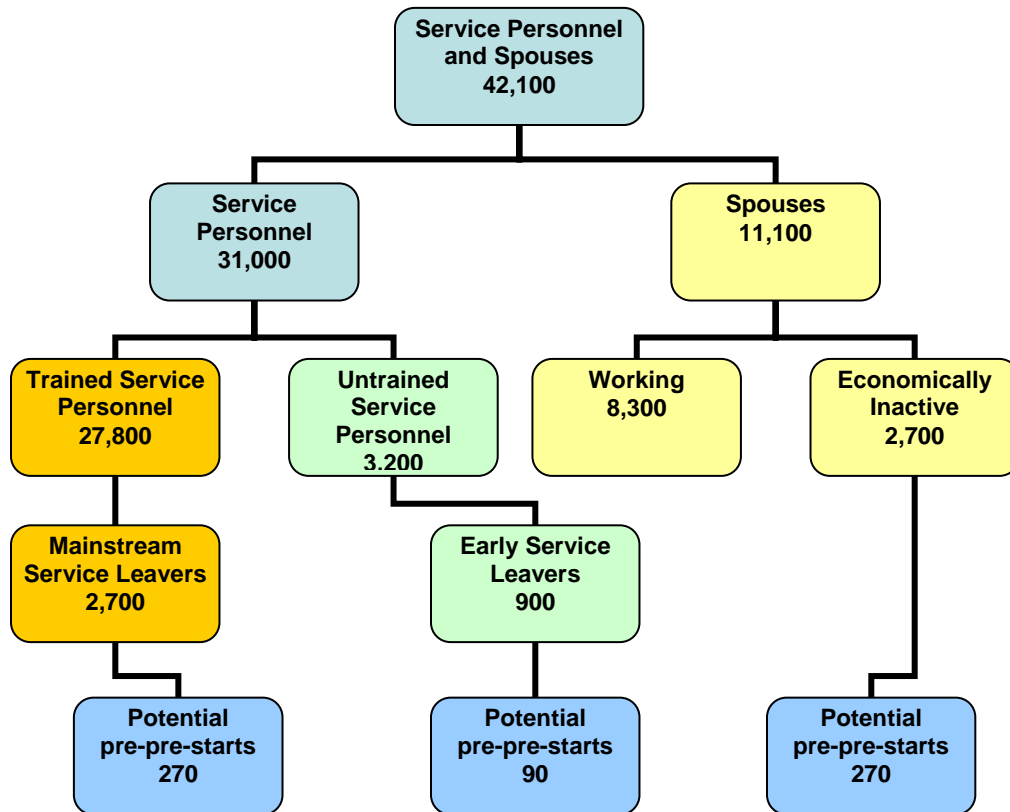 Service Personnel
and Spouses
42,100
Service
Personnel
31,000
Spouses
11,100
Trained Service
Personnel
27,800
Untrained
Service
Personnel
3,200
Working
8,300
Economically
Inactive
2,700
Mainstream
Service Leavers
2,700
Early Service
Leavers
900
Potential
pre-pre-starts
270
Potential
pre-pre-starts
90
Potential
pre-pre-starts
270